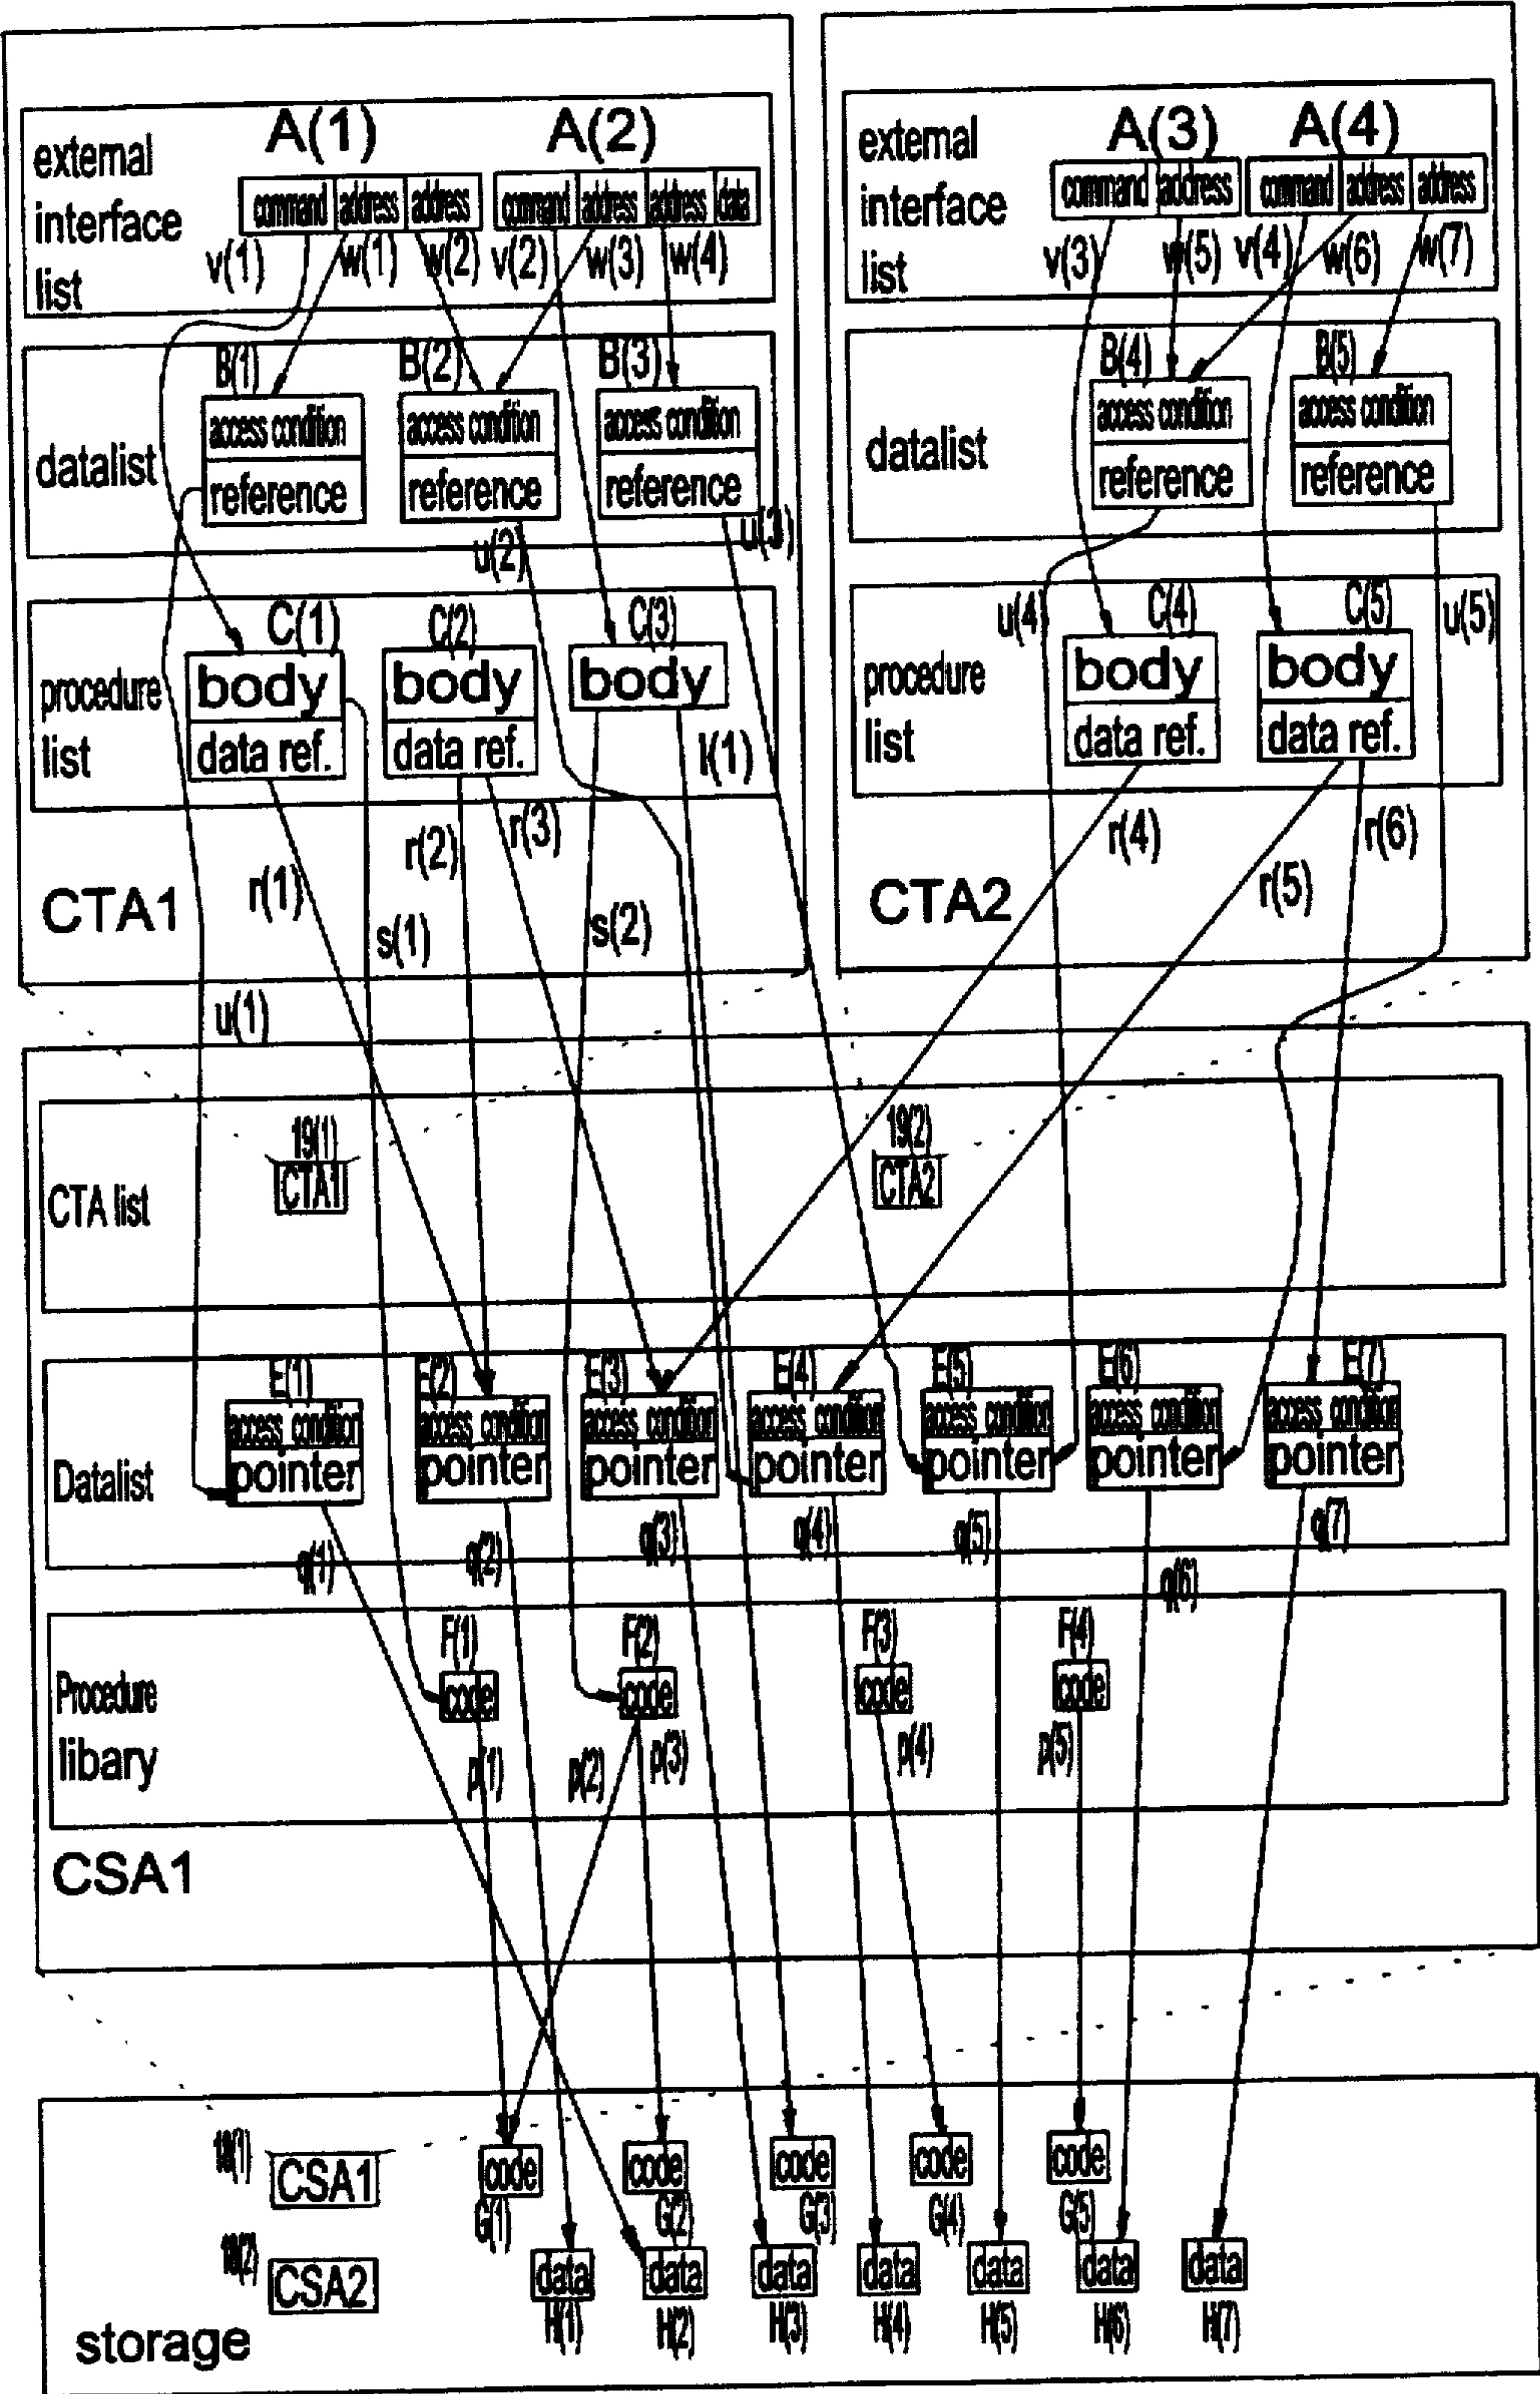 A(1) A(2)
external
interface
list
command address address
command address address data
v(1) w(1) w(2) v(2) w(3) w(4)
A(3) A(4)
external
interface
list
command address
command address address
v(3) w(5) v(4) w(6) w(7)
B(1) B(2) B(3)
access condition access condition access condition
datalist
reference reference reference
u(2) u(3)
B(4) B(5)
access condition access condition
datalist
reference reference
C(1) C(2) C(3)
procedure
list
body body body
data ref. data ref.
l(1)
u(4) C(4) C(5) u(5)
procedure
list
body body
data ref. data ref.
r(1) r(2) r(3)
CTA1
s(1) s(2)
u(1)
r(4) r(5) r(6)
CTA2
19(1) 19(2)
CTA list
CTA1 CTA2
E(1) E(2) E(3) E(4) E(5) E(6) E(7)
access condition access condition access condition access condition access condition access condition access condition
Datalist
pointer pointer pointer pointer pointer pointer pointer
q(1) q(2) q(3) q(4) q(5) q(6) q(7)
F(1) F(2) F(3) F(4)
Procedure
libary
code code code code
p(1) p(2) p(3) p(4) p(5)
CSA1
18(1)
CSA1
code code code code code
G(1) G(2) G(3) G(4) G(5)
18(2)
CSA2
data data data data data data data
H(1) H(2) H(3) H(4) H(5) H(6) H(7)
storage